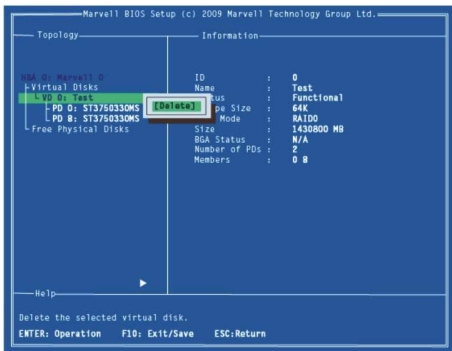 Marvell BIOS Setup (c) 2009 Marvell Technology Group Ltd.
Topology
Information
HBA 0: Marvell 0
Virtual Disks
VD 0: Test
PD 0: ST3750330NS
PD 8: ST3750330NS
Free Physical Disks
[Delete]
ID : 0
Name : Test
tus : Functional
pe Size : 64K
Mode : RAID0
Size : 1430800 MB
BGA Status : N/A
Number of PDs : 2
Members : 0 8
Help
Delete the selected virtual disk.
ENTER: Operation F10: Exit/Save ESC:Return